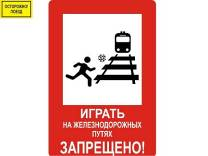 ОСТОРОЖНО!
ПОЕЗД
ИГРАТЬ
НА ЖЕЛЕЗНОДОРОЖНЫХ
ПУТЯХ
ЗАПРЕЩЕНО!